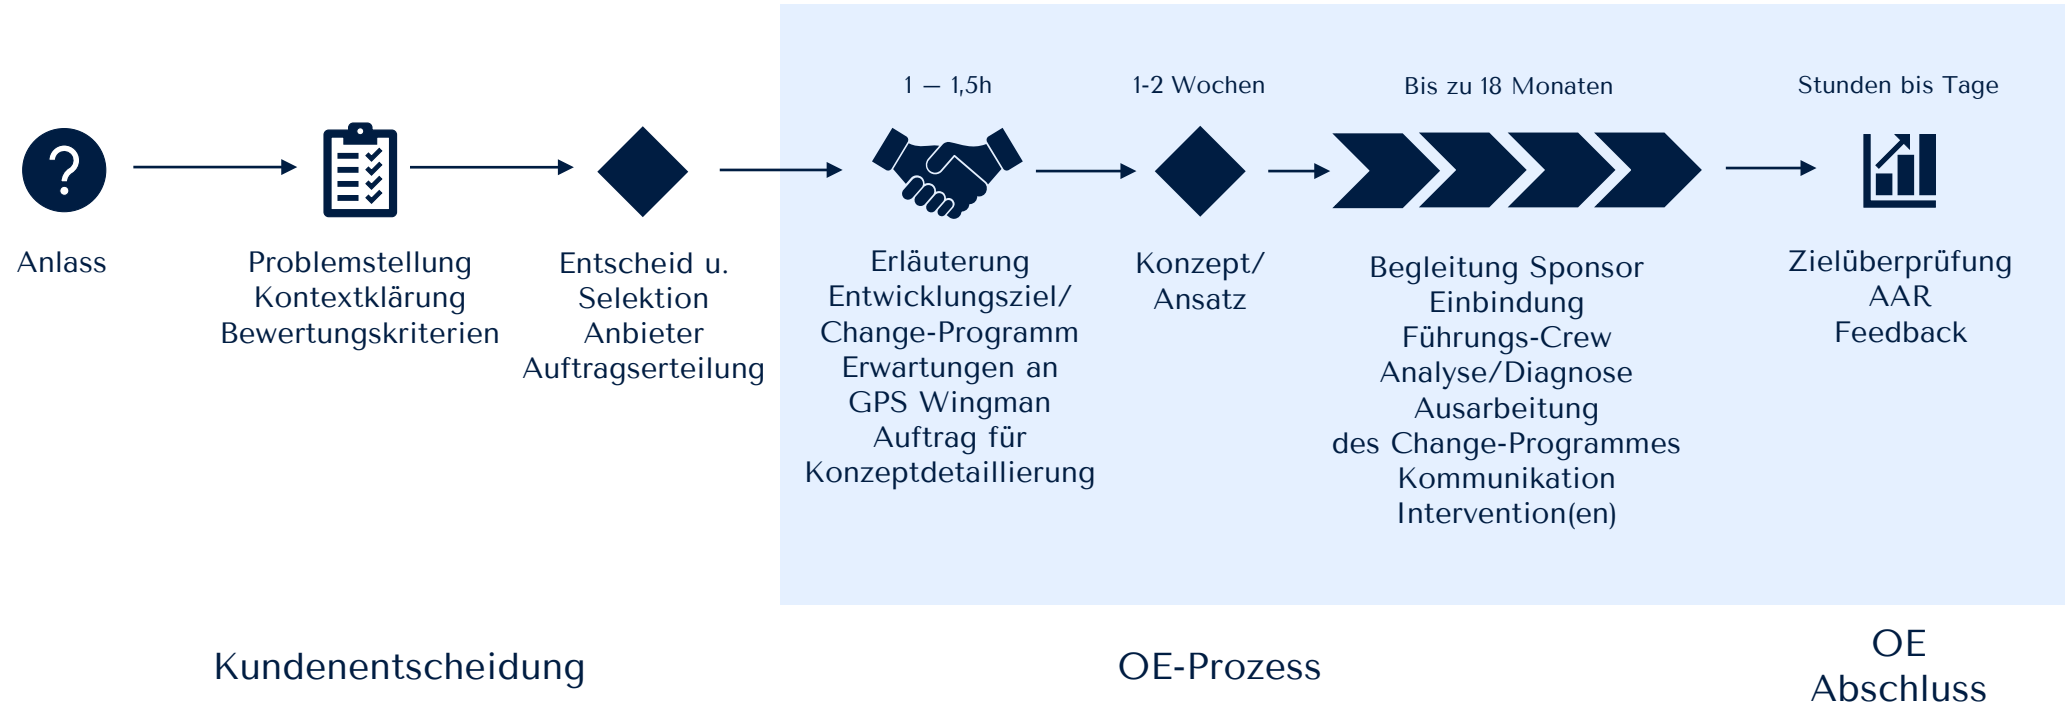 1 – 1,5h
1-2 Wochen
Bis zu 18 Monaten
Stunden bis Tage
?
Anlass
Problemstellung
Kontextklärung
Bewertungskriterien
Entscheid u.
Selektion
Anbieter
Auftragserteilung
Erläuterung
Entwicklungsziel/
Change-Programm
Erwartungen an
GPS Wingman
Auftrag für
Konzeptdetaillierung
Konzept/
Ansatz
Begleitung Sponsor
Einbindung
Führungs-Crew
Analyse/Diagnose
Ausarbeitung
des Change-Programmes
Kommunikation
Intervention(en)
Zielüberprüfung
AAR
Feedback
Kundenentscheidung
OE-Prozess
OE
Abschluss